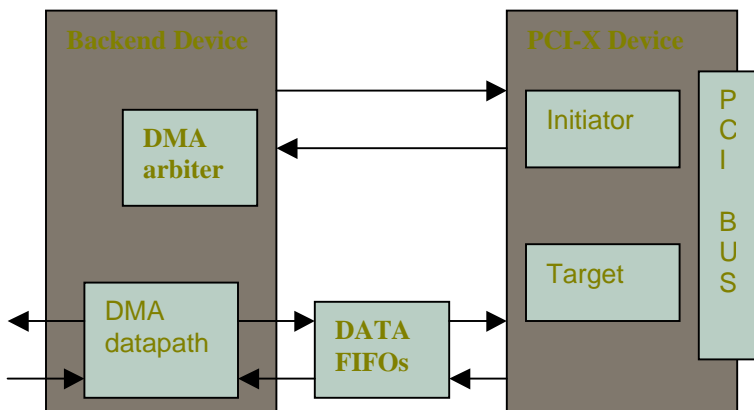 Backend Device
PCI-X Device
DMA
arbiter
Initiator
Target
P
C
I
B
U
S
DMA
datapath
DATA
FIFOs